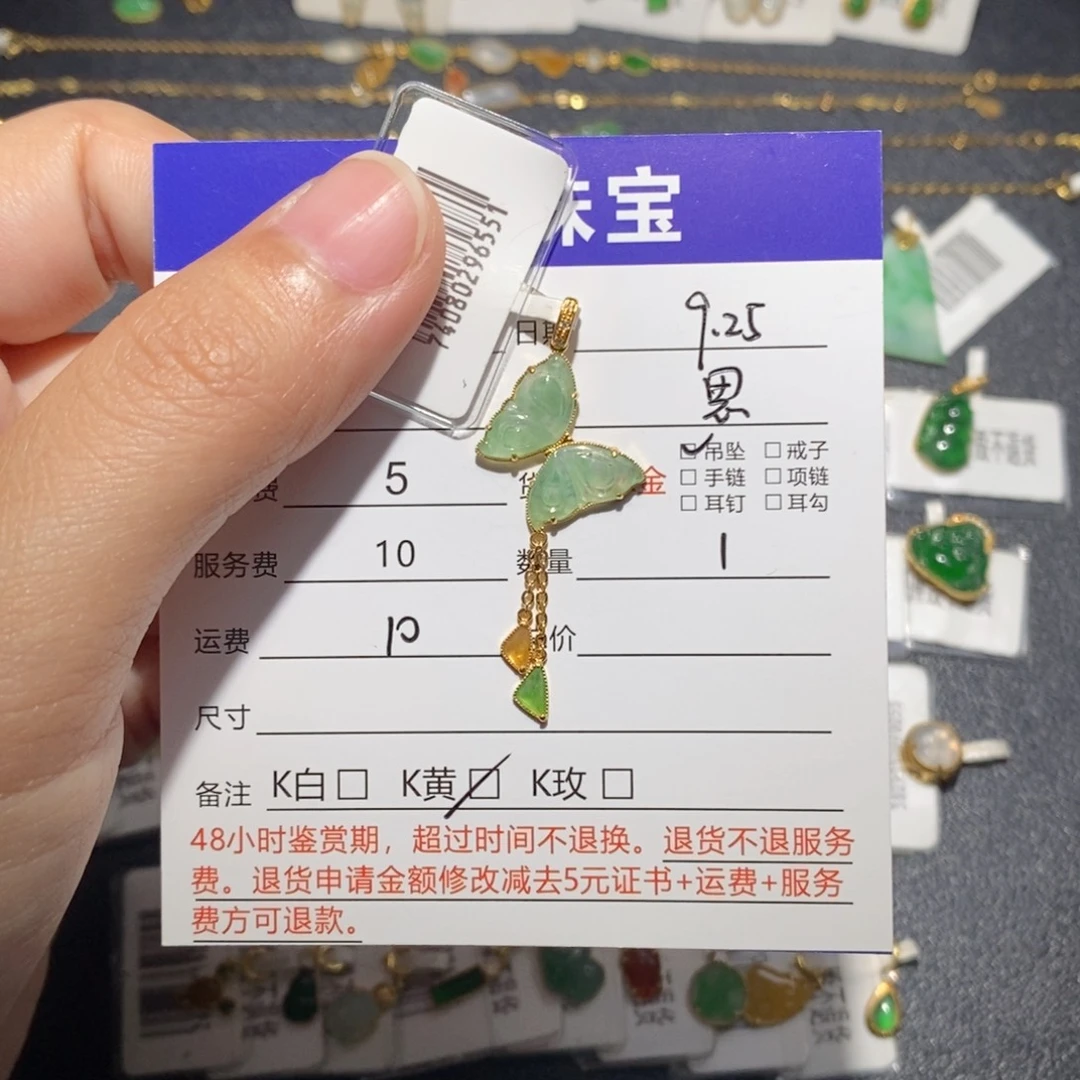 珠宝
7408029655
日期 9.25
思
费 5
☑吊坠 □戒子
金 □手链 □项链
□耳钉 □耳勾
服务费 10 数量 1
运费 10 价
尺寸
备注 K白□ K黄☑ K玫□
48小时鉴赏期，超过时间不退换。退货不退服务
费。退货申请金额修改减去5元证书+运费+服务
费方可退款。